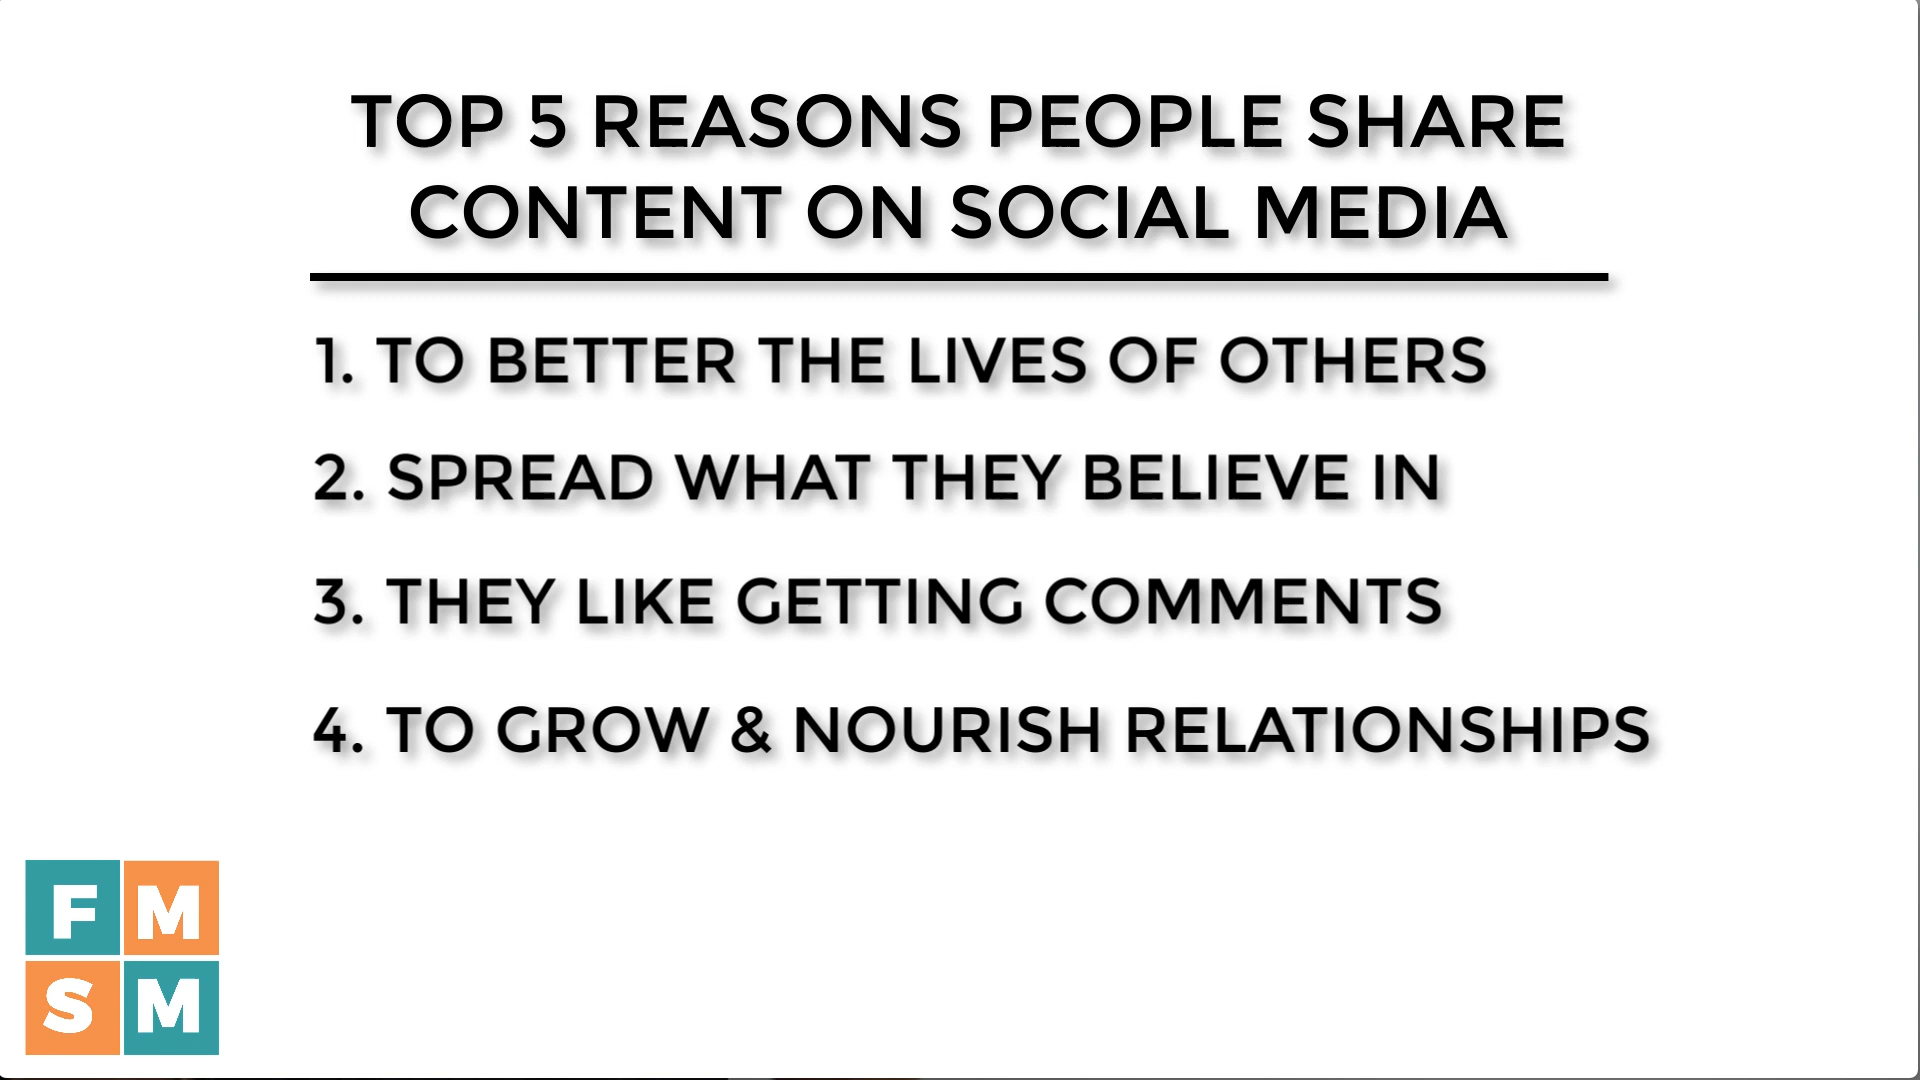 TOP 5 REASONS PEOPLE SHARE
CONTENT ON SOCIAL MEDIA
1. TO BETTER THE LIVES OF OTHERS
2. SPREAD WHAT THEY BELIEVE IN
3. THEY LIKE GETTING COMMENTS
4. TO GROW & NOURISH RELATIONSHIPS
F M
S M